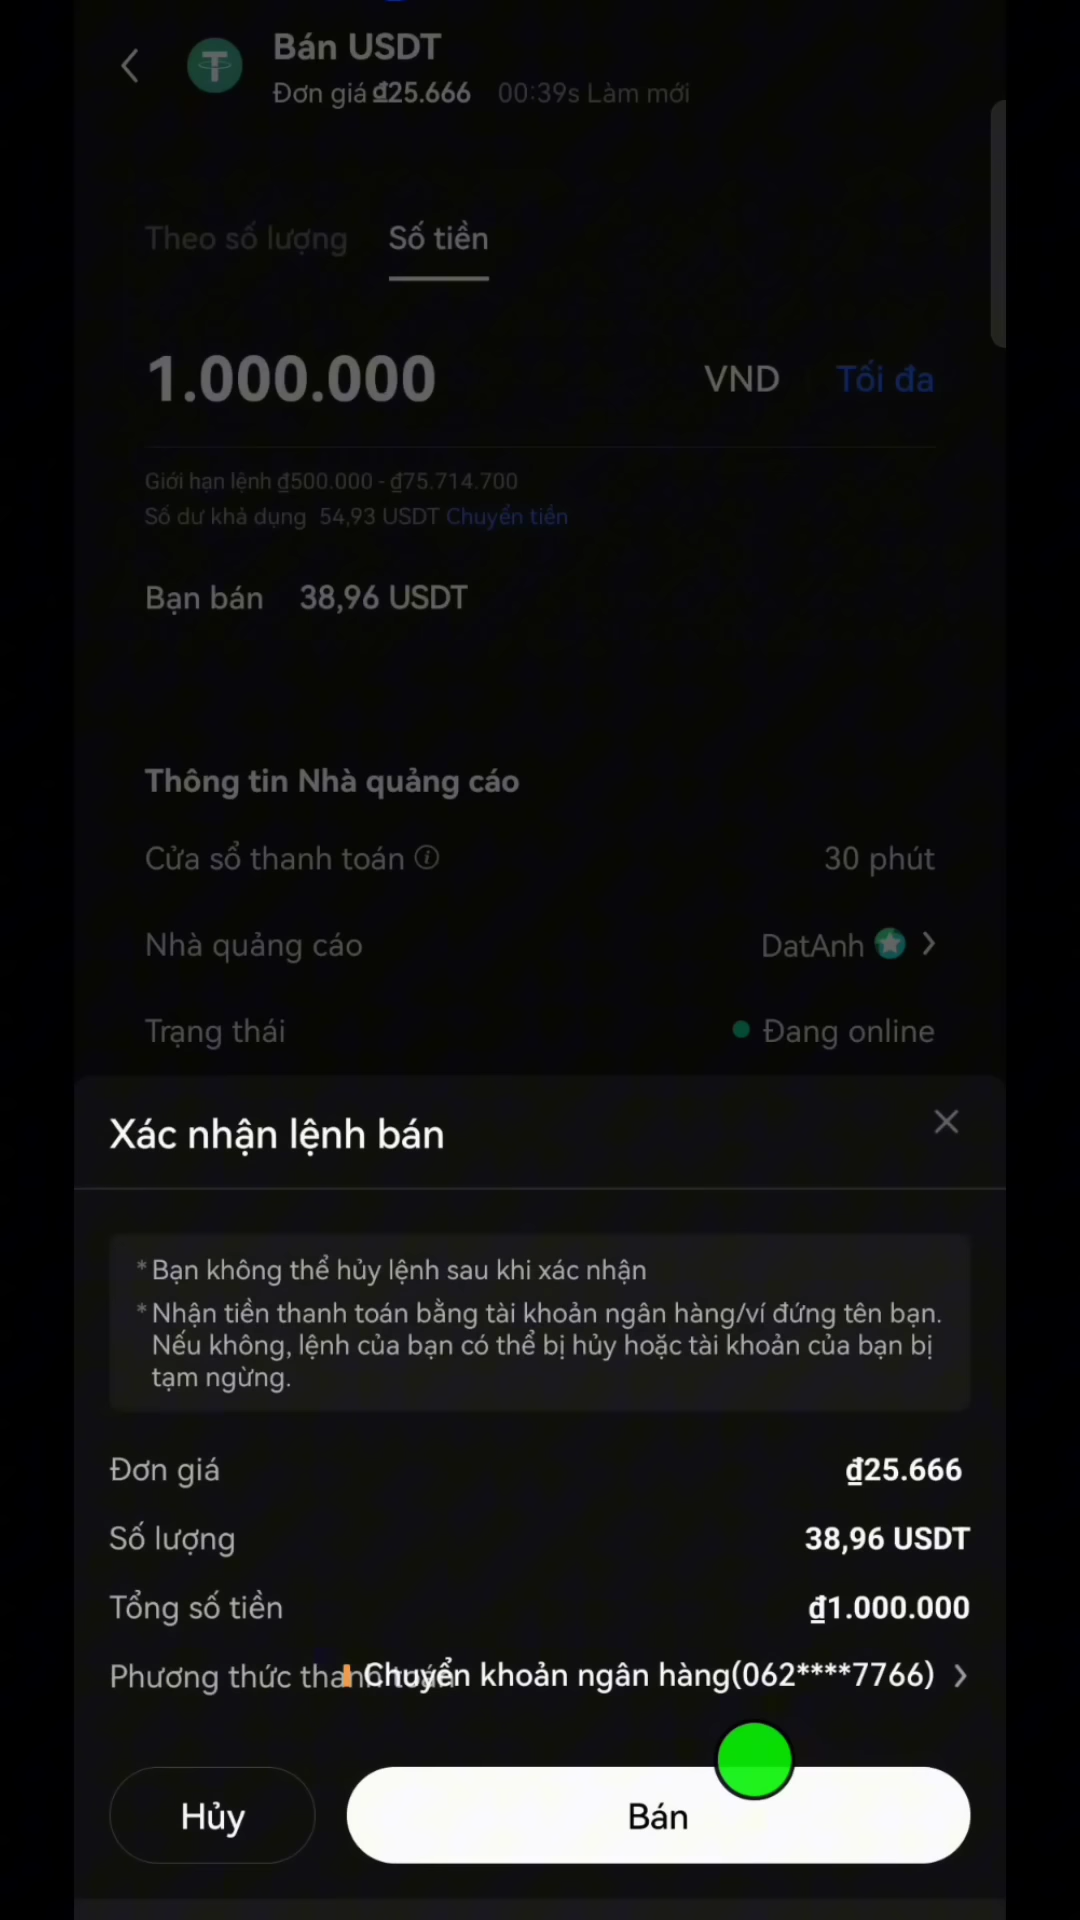 Bán USDT
Đơn giá ₫25.666 00:39s Làm mới
Theo số lượng Số tiền
1.000.000 VND Tối đa
Giới hạn lệnh ₫500.000 - ₫75.714.700
Số dư khả dụng 54,93 USDT Chuyển tiền
Bạn bán 38,96 USDT
Thông tin Nhà quảng cáo
Cửa sổ thanh toán 30 phút
Nhà quảng cáo DatAnh
Trạng thái Đang online
Xác nhận lệnh bán
*Bạn không thể hủy lệnh sau khi xác nhận
*Nhận tiền thanh toán bằng tài khoản ngân hàng/ví đứng tên bạn.
Nếu không, lệnh của bạn có thể bị hủy hoặc tài khoản của bạn bị
tạm ngừng.
Đơn giá ₫25.666
Số lượng 38,96 USDT
Tổng số tiền ₫1.000.000
Phương thức thanh toán Chuyển khoản ngân hàng(062****7766)
Hủy Bán